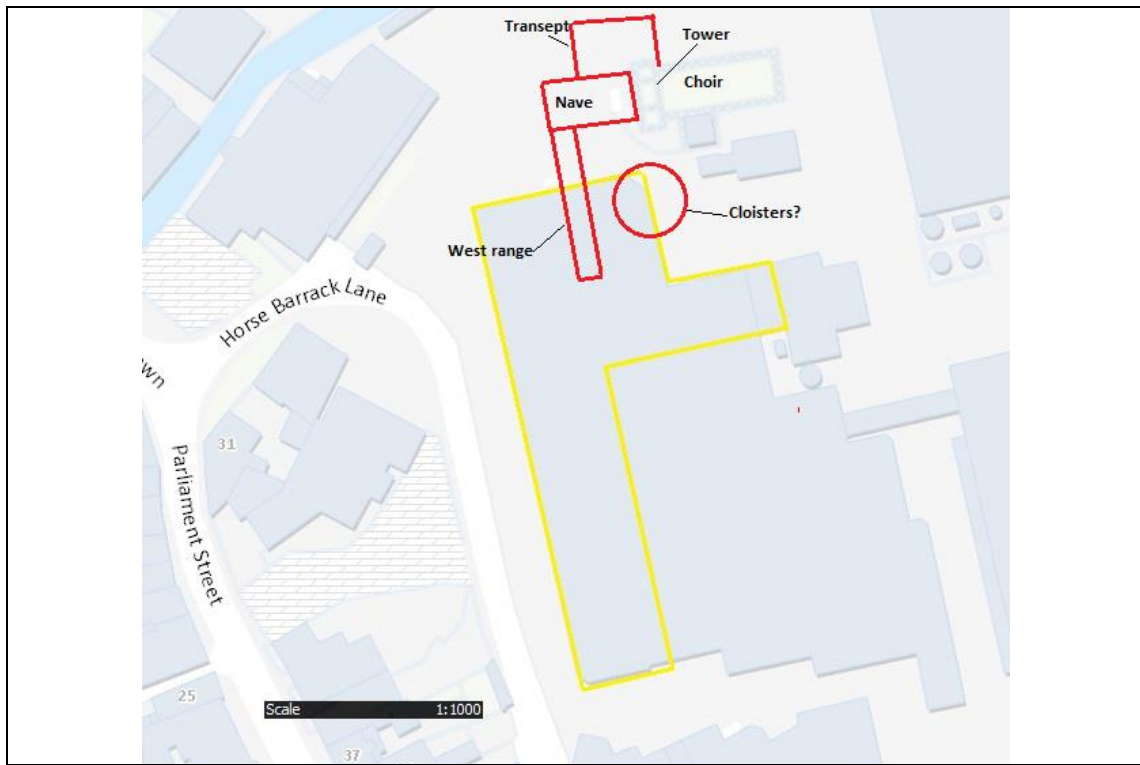 Transept
Tower
Choir
Nave
Cloisters?
West range
Horse Barrack Lane
wn
31
Parliament Street
25
Scale 1:1000
37